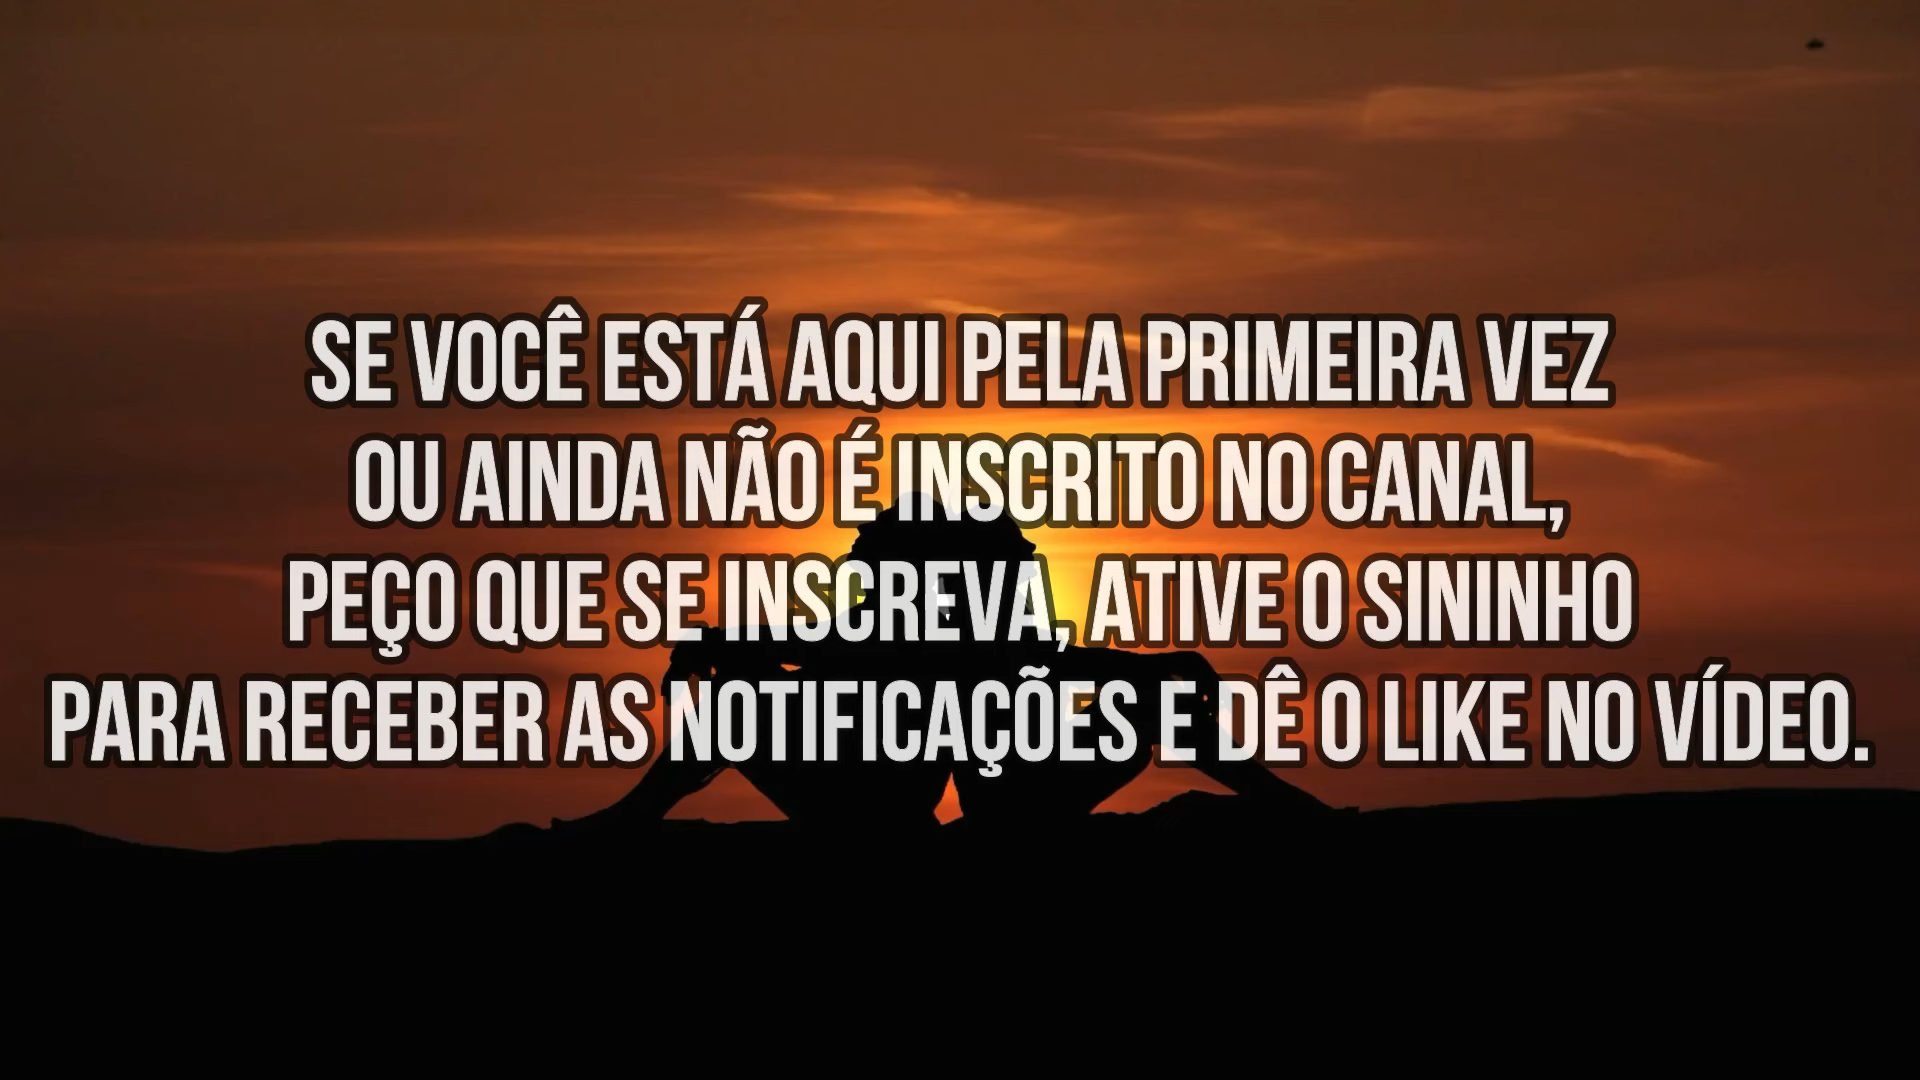 SE VOCÊ ESTÁ AQUI PELA PRIMEIRA VEZ
OU AINDA NÃO É INSCRITO NO CANAL,
PEÇO QUE SE INSCREVA, ATIVE O SININHO
PARA RECEBER AS NOTIFICAÇÕES E DÊ O LIKE NO VÍDEO.